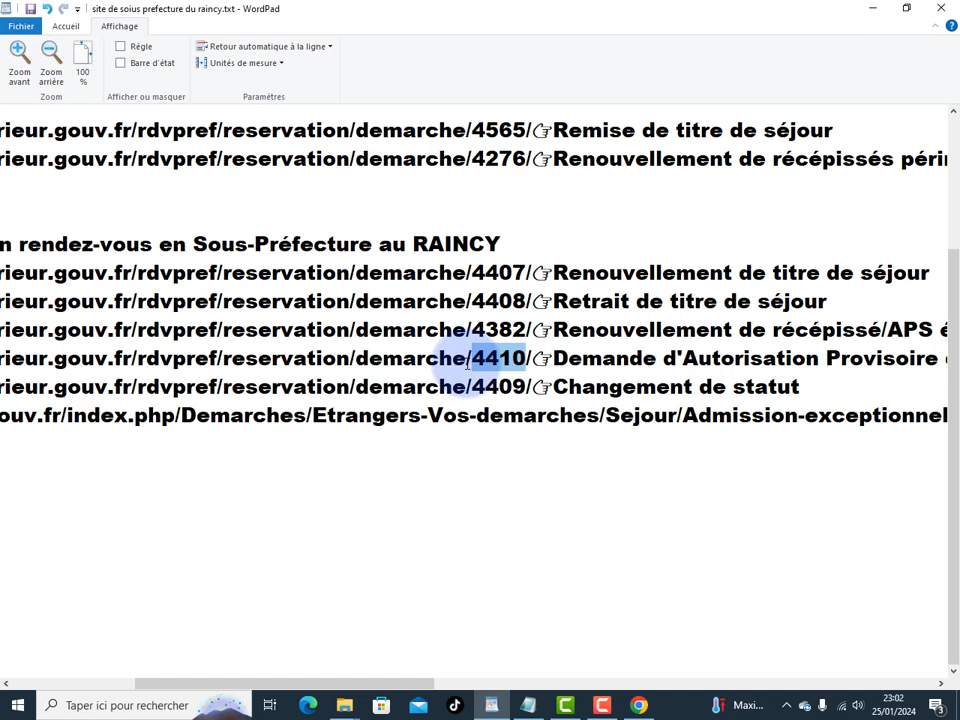 site de soius prefecture du raincy.txt - WordPad
Fichier Accueil Affichage
Zoom avant
Zoom arrière
100 %
Règle
Barre d'état
Retour automatique à la ligne
Unités de mesure
Zoom Afficher ou masquer Paramètres
rieur.gouv.fr/rdvpref/reservation/demarche/4565/👉Remise de titre de séjour
rieur.gouv.fr/rdvpref/reservation/demarche/4276/👉Renouvellement de récépissés périm
n rendez-vous en Sous-Préfecture au RAINCY
rieur.gouv.fr/rdvpref/reservation/demarche/4407/👉Renouvellement de titre de séjour
rieur.gouv.fr/rdvpref/reservation/demarche/4408/👉Retrait de titre de séjour
rieur.gouv.fr/rdvpref/reservation/demarche/4382/👉Renouvellement de récépissé/APS é
rieur.gouv.fr/rdvpref/reservation/demarche/4410/👉Demande d'Autorisation Provisoire
rieur.gouv.fr/rdvpref/reservation/demarche/4409/👉Changement de statut
ouv.fr/index.php/Demarches/Etrangers-Vos-demarches/Sejour/Admission-exceptionnel
Taper ici pour rechercher
Maxi...
23:02
25/01/2024
3